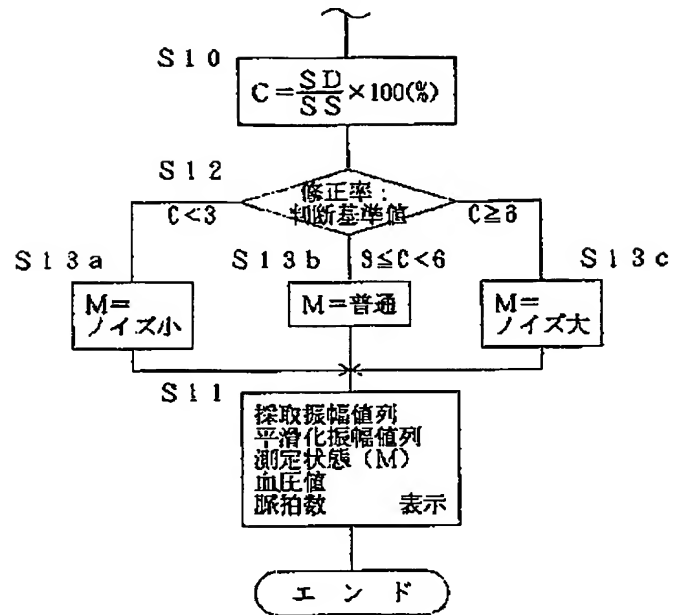 S10
C=SD/SS×100(%)
S12
修正率:
判断基準値
C<3
C≧6
S13a
S13b
3≦C<6
S13c
M=
ノイズ小
M=普通
M=
ノイズ大
S11
採取振幅値列
平滑化振幅値列
測定状態(M)
血圧値
脈拍数 表示
エンド